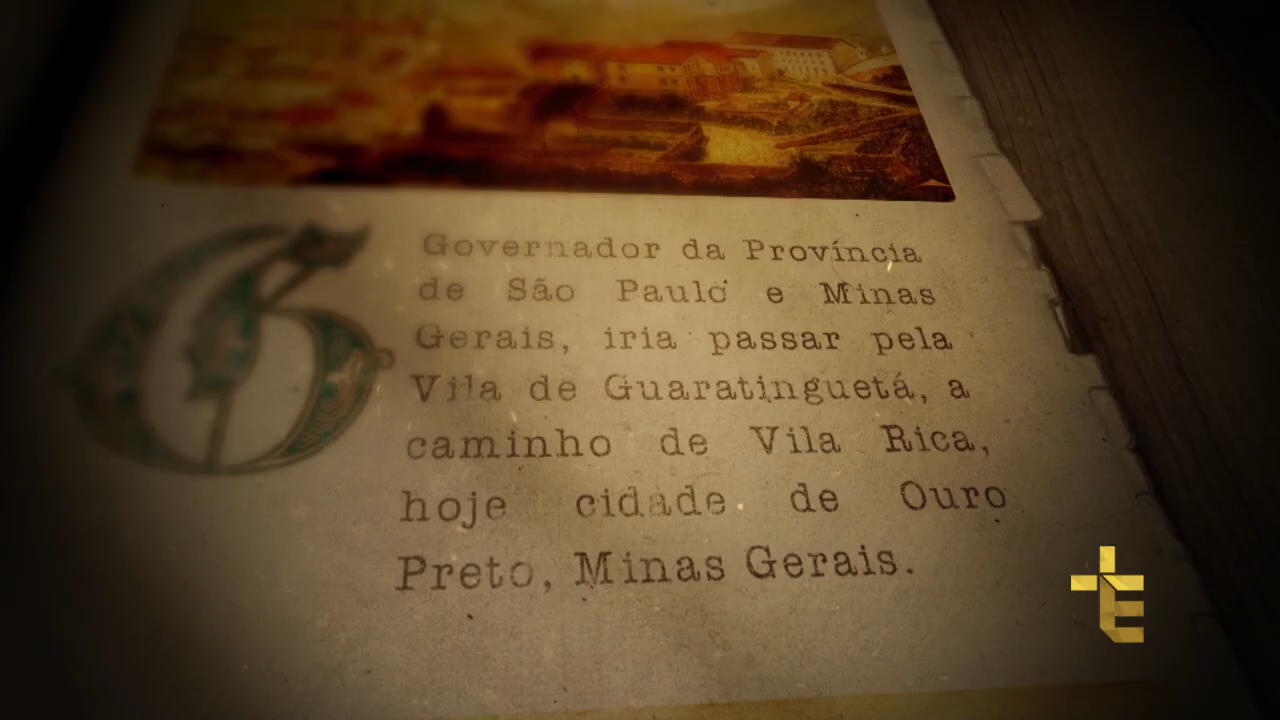 G
Governador da Província
de São Paulo e Minas
Gerais, iria passar pela
Vila de Guaratinguetá, a
caminho de Vila Rica,
hoje cidade de Ouro
Preto, Minas Gerais.
tE